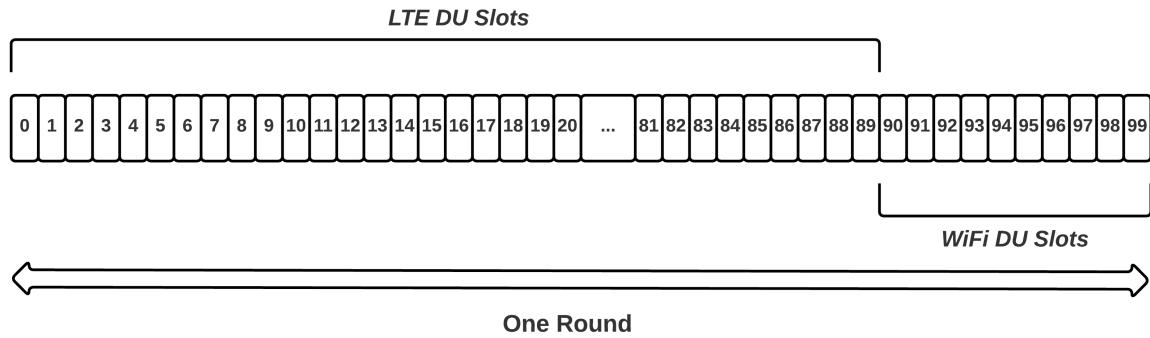 LTE DU Slots
0 1 2 3 4 5 6 7 8 9 10 11 12 13 14 15 16 17 18 19 20 ... 81 82 83 84 85 86 87 88 89 90 91 92 93 94 95 96 97 98 99
WiFi DU Slots
One Round